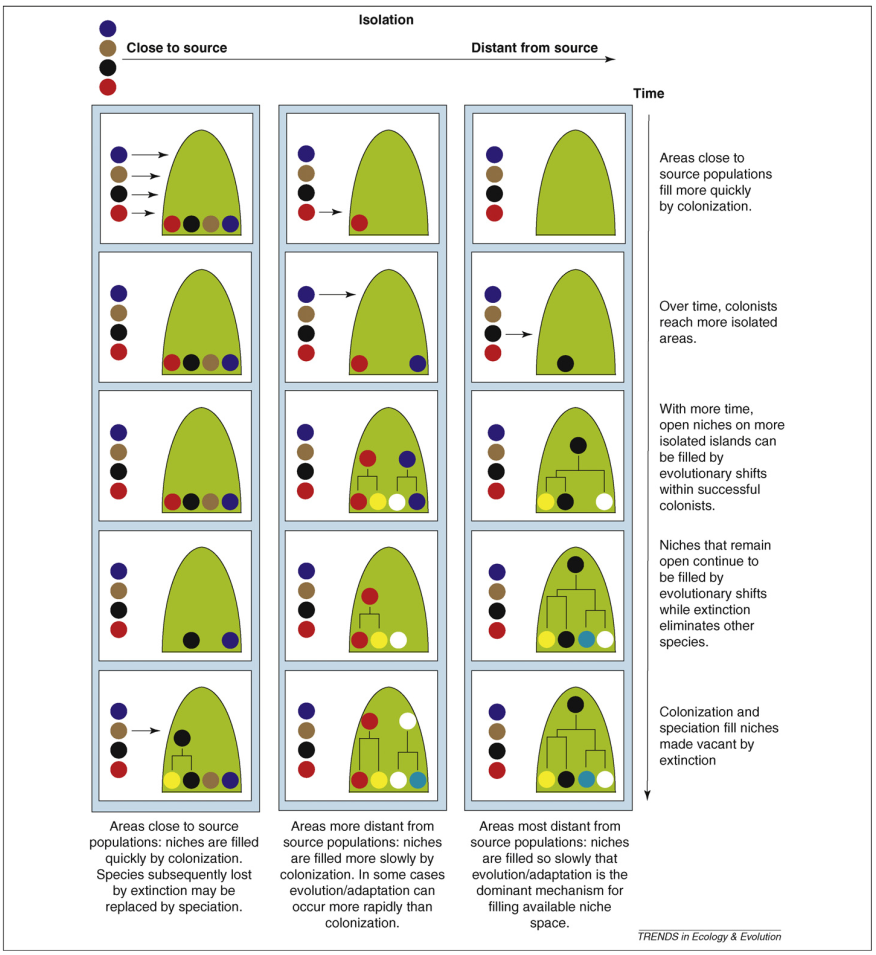 Isolation
Close to source
Distant from source
Time
Areas close to
source populations
fill more quickly
by colonization.
Over time, colonists
reach more isolated
areas.
With more time,
open niches on more
isolated islands can
be filled by
evolutionary shifts
within successful
colonists.
Niches that remain
open continue to
be filled by
evolutionary shifts
while extinction
eliminates other
species.
Colonization and
speciation fill niches
made vacant by
extinction
Areas close to source
populations: niches are filled
quickly by colonization.
Species subsequently lost
by extinction may be
replaced by speciation.
Areas more distant from
source populations: niches
are filled more slowly by
colonization. In some cases
evolution/adaptation can
occur more rapidly than
colonization.
Areas most distant from
source populations: niches
are filled so slowly that
evolution/adaptation is the
dominant mechanism for
filling available niche
space.
TRENDS in Ecology & Evolution